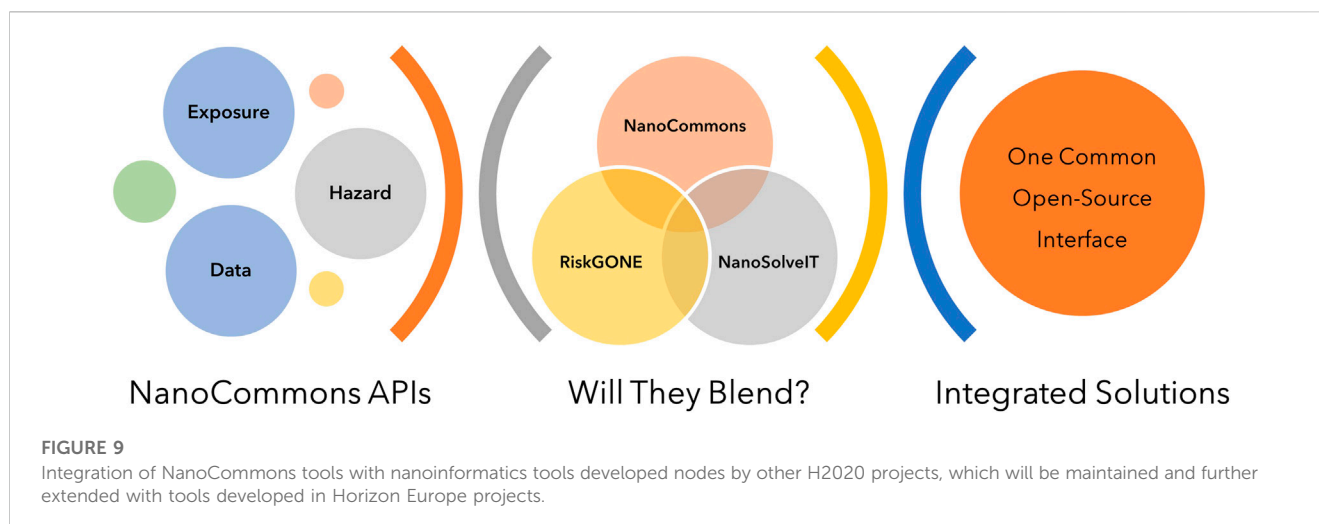 Exposure
Hazard
Data
NanoCommons
RiskGONE
NanoSolveIT
One Common
Open-Source
Interface
NanoCommons APIs
Will They Blend?
Integrated Solutions
FIGURE 9
Integration of NanoCommons tools with nanoinformatics tools developed nodes by other H2020 projects, which will be maintained and further
extended with tools developed in Horizon Europe projects.